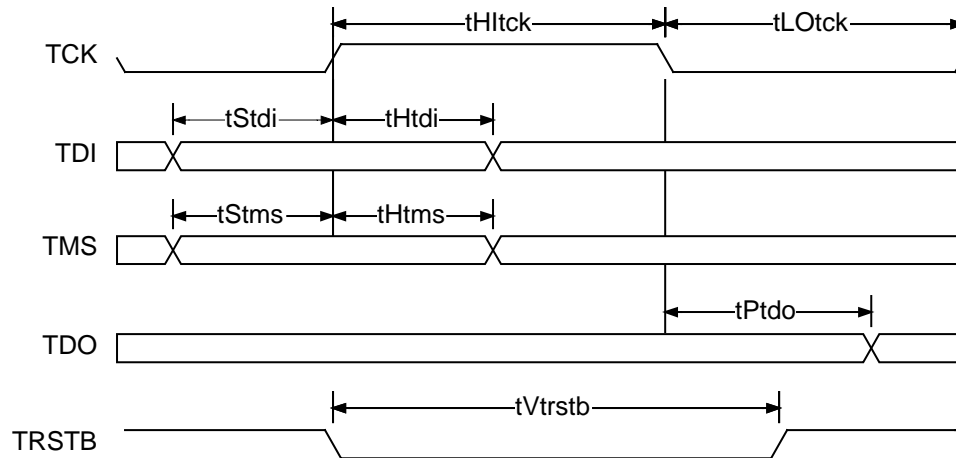 tHItck tLOtck
TCK
tStdi tHtdi
TDI
tStms tHtms
TMS
tPtdo
TDO
tVtrstb
TRSTB